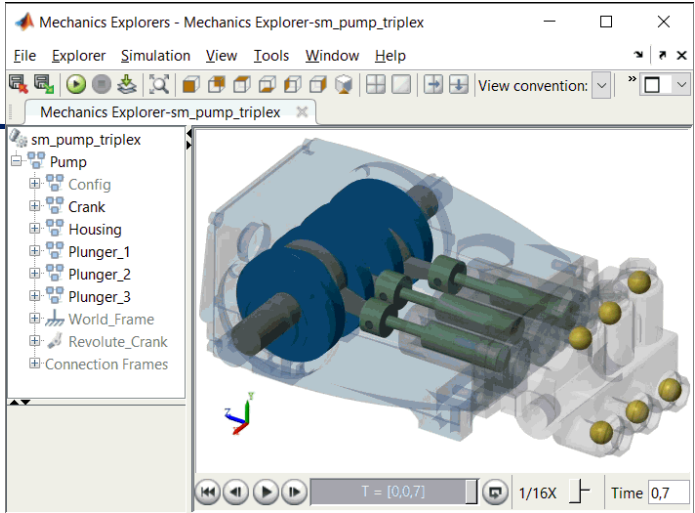 Mechanics Explorers - Mechanics Explorer-sm_pump_triplex
File Explorer Simulation View Tools Window Help
View convention:
Mechanics Explorer-sm_pump_triplex
sm_pump_triplex
Pump
Config
Crank
Housing
Plunger_1
Plunger_2
Plunger_3
World_Frame
Revolute_Crank
Connection Frames
Y
Z
T = [0,0,7]
1/16X
Time 0,7